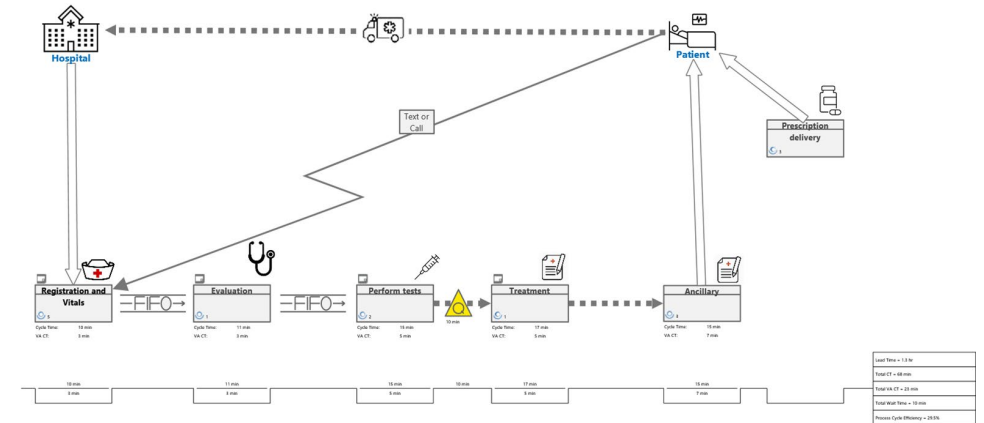 Hospital
Patient
Text or
Call
Prescription
delivery
5
Registration and
Vitals
5
Cycle Time: 10 min
VA CT: 3 min
FIFO
Evaluation
1
Cycle Time: 11 min
VA CT: 3 min
FIFO
Perform tests
2
Cycle Time: 15 min
VA CT: 5 min
Q
10 min
Treatment
1
Cycle Time: 17 min
VA CT: 5 min
Ancillary
4
Cycle Time: 15 min
VA CT: 7 min
10 min
3 min
11 min
3 min
15 min
5 min
10 min
17 min
5 min
15 min
7 min
Lead Time = 1.3 hr
Total CT = 68 min
Total VA CT = 23 min
Total Wait Time = 10 min
Process Cycle Efficiency = 29.5%